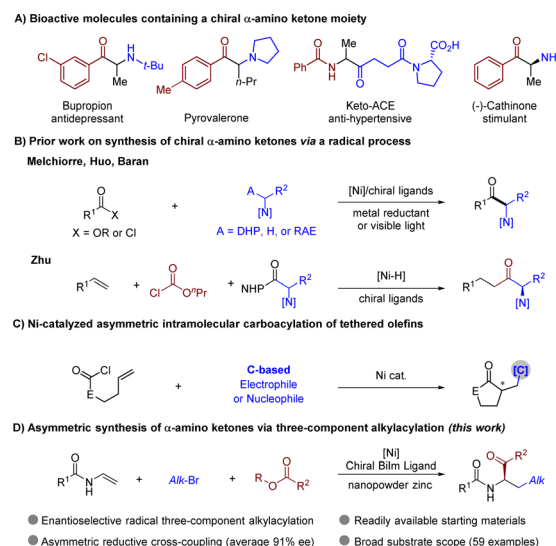 A) Bioactive molecules containing a chiral α-amino ketone moiety
Cl O HN t-Bu Me
O N n-Pr Me
O Ph N H Me O O N CO₂H
O NH Me
Bupropion
antidepressant
Pyrovalerone
Keto-ACE
anti-hypertensive
(-)-Cathinone
stimulant
B) Prior work on synthesis of chiral α-amino ketones via a radical process
Melchiorre, Huo, Baran
O R¹ X + A R² [N] [Ni]/chiral ligands O R¹ R² [N]
metal reductant
or visible light
X = OR or Cl
A = DHP, H, or RAE
Zhu
R¹ + O Cl OⁿPr + O NHP R² [N] [Ni-H] O R¹ R² [N]
chiral ligands
C) Ni-catalyzed asymmetric intramolecular carboacylation of tethered olefins
O Cl E + C-based Ni cat. O E * [C]
Electrophile
or Nucleophile
D) Asymmetric synthesis of α-amino ketones via three-component alkylacylation (this work)
[Ni]
Chiral BiIm Ligand
O R¹ N H + Alk-Br + R O O R² O R¹ N H O R² Alk
nanopowder zinc
Enantioselective radical three-component alkylacylation
Readily available starting materials
Asymmetric reductive cross-coupling (average 91% ee)
Broad substrate scope (59 examples)